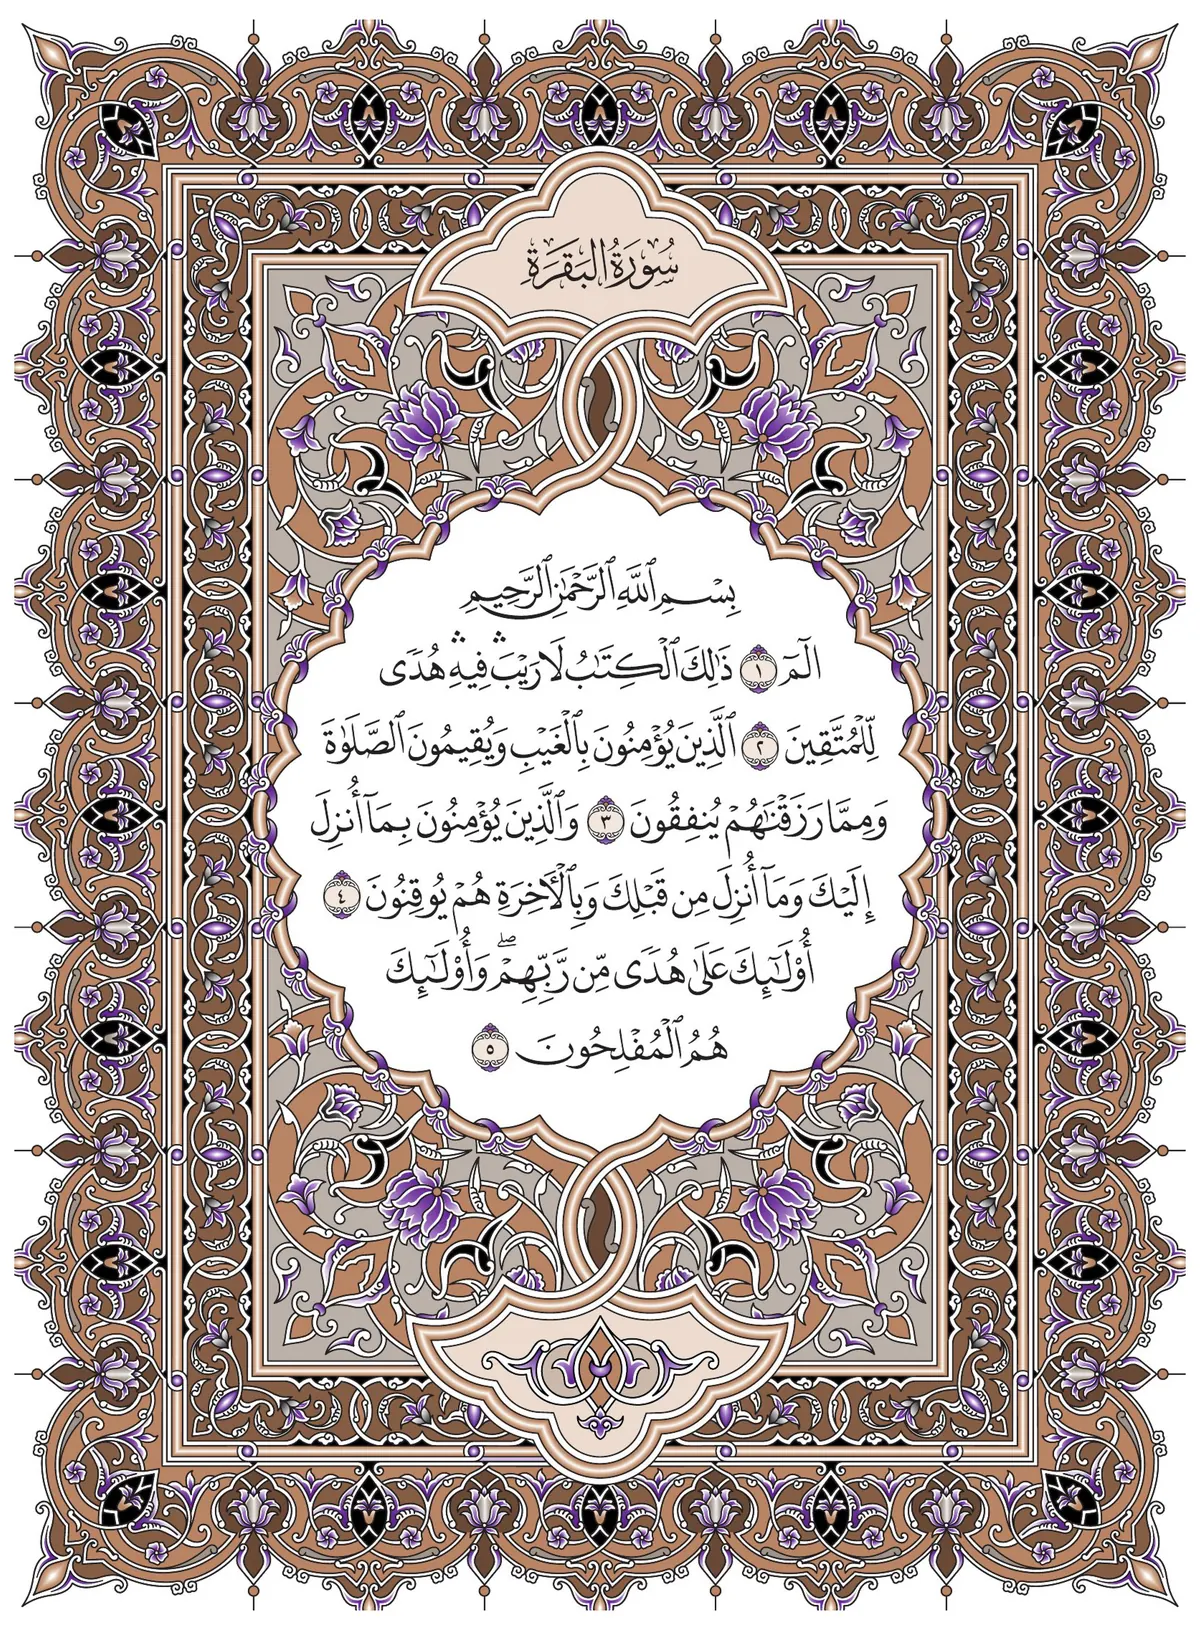 سُورَةُ البَقَرَةِ
بِسْمِ ٱللَّهِ ٱلرَّحْمَٰنِ ٱلرَّحِيمِ
الٓمٓ ١ ذَٰلِكَ ٱلْكِتَٰبُ لَا رَيْبَ ۛ فِيهِ ۛ هُدًى
لِّلْمُتَّقِينَ ٢ ٱلَّذِينَ يُؤْمِنُونَ بِٱلْغَيْبِ وَيُقِيمُونَ ٱلصَّلَوٰةَ
وَمِمَّا رَزَقْنَٰهُمْ يُنفِقُونَ ٣ وَٱلَّذِينَ يُؤْمِنُونَ بِمَآ أُنزِلَ
إِلَيْكَ وَمَآ أُنزِلَ مِن قَبْلِكَ وَبِٱلْءَاخِرَةِ هُمْ يُوقِنُونَ ٤
أُو۟لَٰٓئِكَ عَلَىٰ هُدًى مِّن رَّبِّهِمْ ۖ وَأُو۟لَٰٓئِكَ
هُمُ ٱلْمُفْلِحُونَ ٥